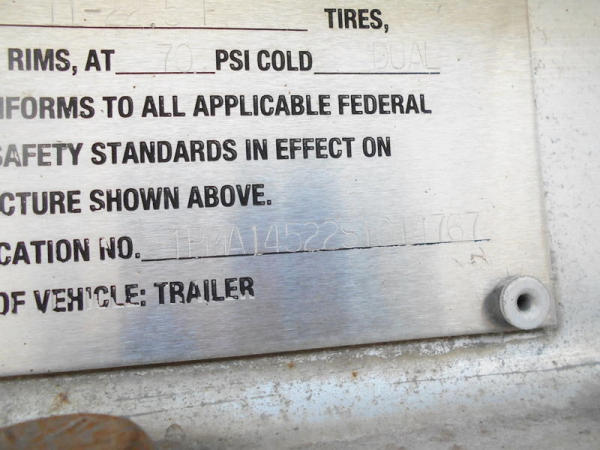 TIRES,
RIMS, AT 70 PSI COLD DUAL
NFORMS TO ALL APPLICABLE FEDERAL
SAFETY STANDARDS IN EFFECT ON
CTURE SHOWN ABOVE.
CATION NO.
OF VEHICLE: TRAILER